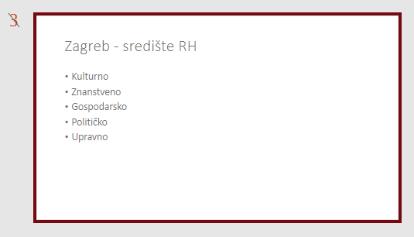 3
Zagreb - središte RH
• Kulturno
• Znanstveno
• Gospodarsko
• Političko
• Upravno